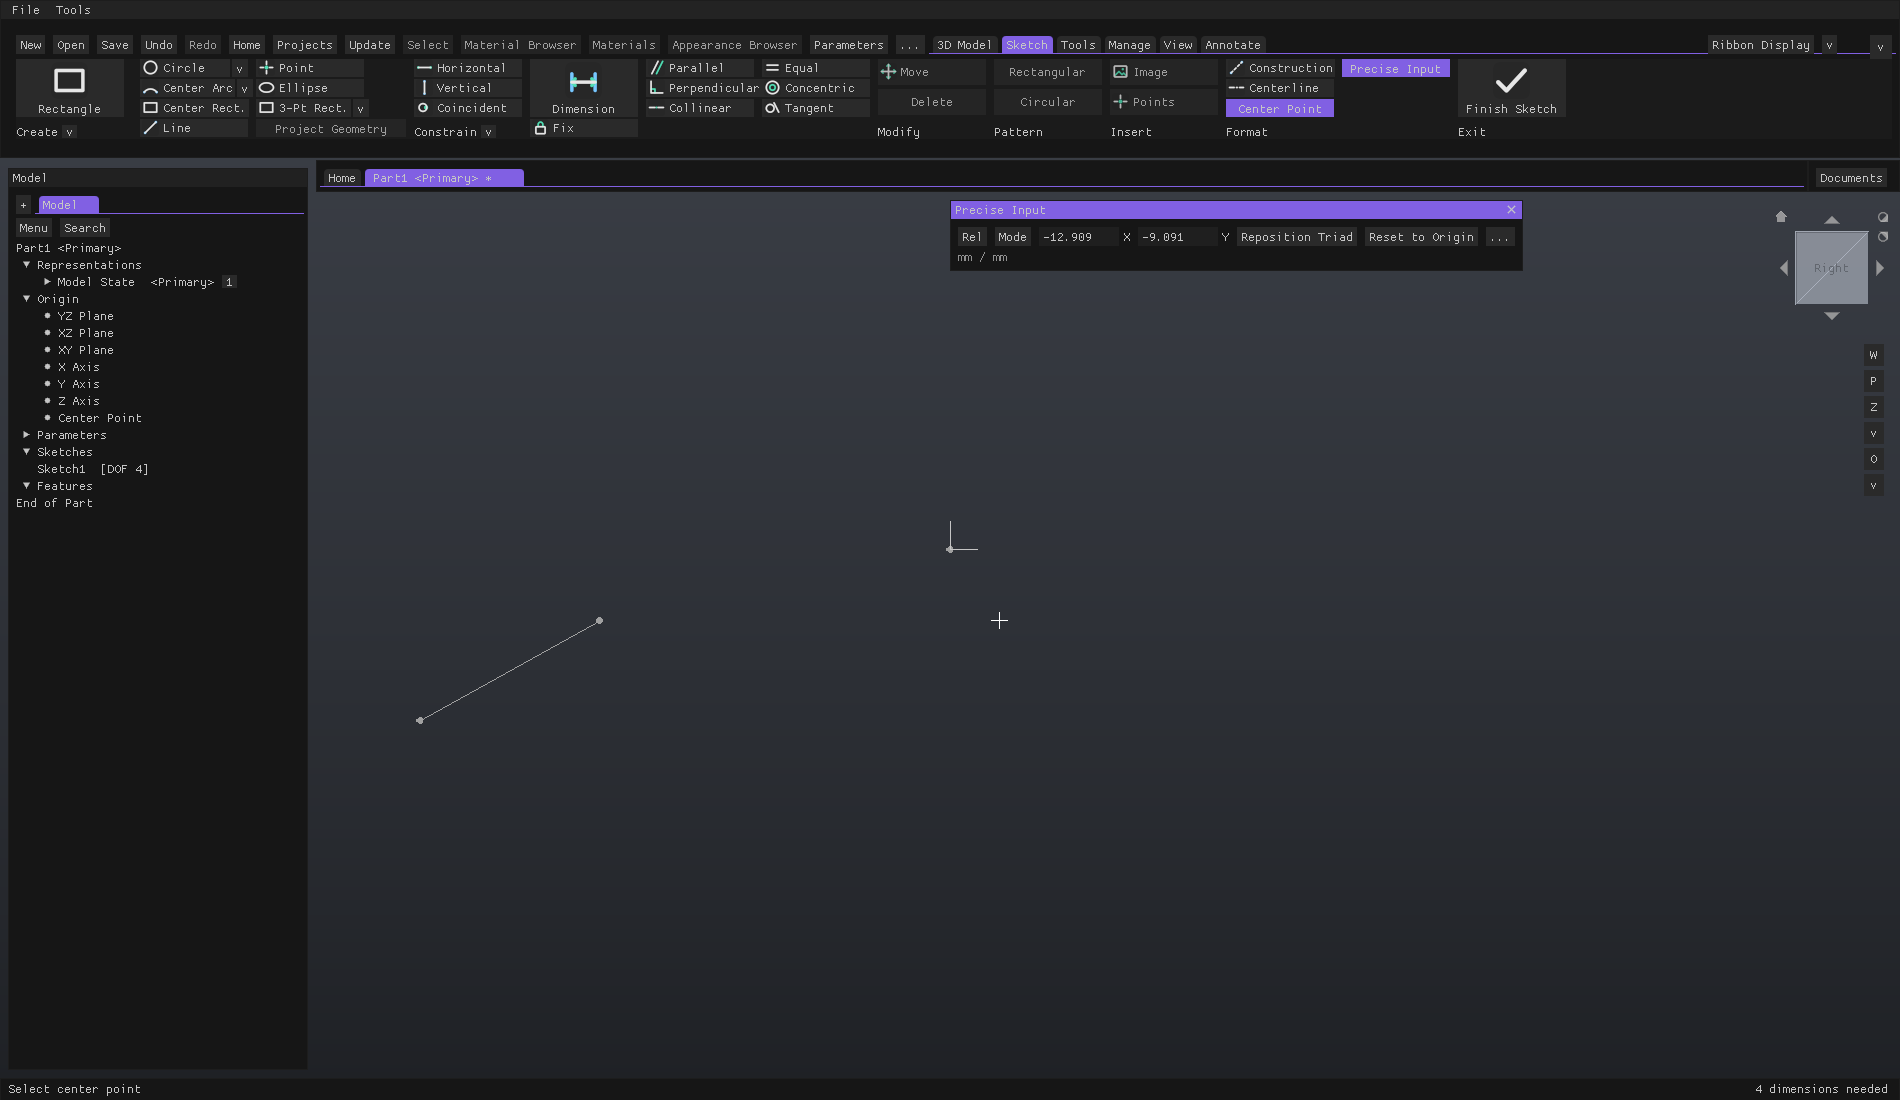 File Tools
New Open Save Undo Redo Home Projects Update Select Material Browser Materials Appearance Browser Parameters ... 3D Model Sketch Tools Manage View Annotate Ribbon Display v v
Circle v Point Horizontal Parallel Equal Move Rectangular Image Construction Precise Input
Center Arc v Ellipse Vertical Perpendicular Concentric Centerline
Rectangle Center Rect. 3-Pt Rect. v Coincident Dimension Collinear Tangent Delete Circular Points Center Point Finish Sketch
Create v Line Project Geometry Constrain v Fix Modify Pattern Insert Format Exit
Model
Home Part1 <Primary> * Documents
+ Model
Precise Input
Menu Search
Rel Mode -12.909 X -9.091 Y Reposition Triad Reset to Origin ...
mm / mm
Part1 <Primary>
Representations
Model State <Primary> 1
Origin
YZ Plane
XZ Plane
XY Plane
X Axis
Y Axis
Z Axis
Center Point
Parameters
Sketches
Sketch1 [DOF 4]
Features
End of Part
Right
W
P
Z
v
O
v
Select center point
4 dimensions needed